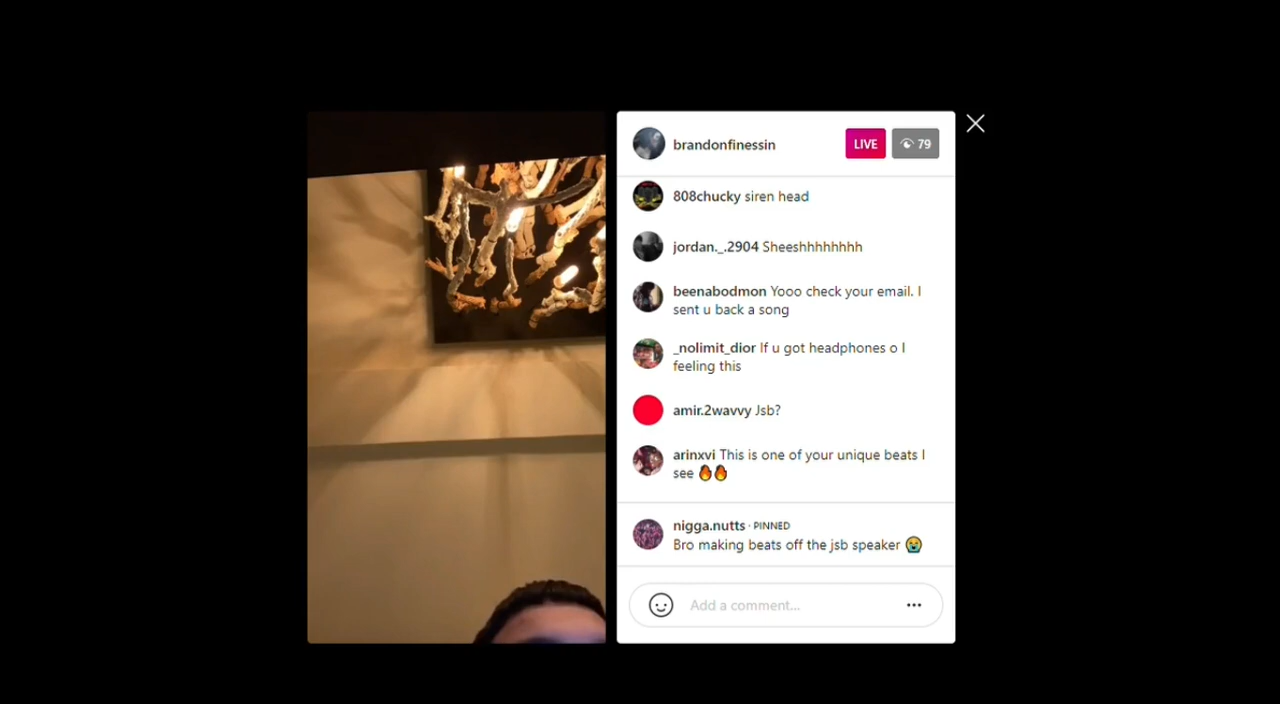 brandonfinessin LIVE 79
808chucky siren head
jordan._.2904 Sheeshhhhhhhh
beenabodmon Yooo check your email. I
sent u back a song
_nolimit_dior If u got headphones o I
feeling this
amir.2wavvy Jsb?
arinxvi This is one of your unique beats I
see 🔥🔥
nigga.nutts · PINNED
Bro making beats off the jsb speaker 😭
Add a comment...